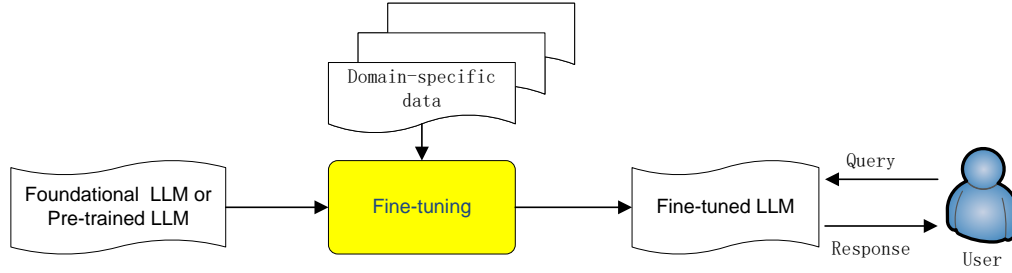 Domain-specific
data
Foundational LLM or
Pre-trained LLM
Fine-tuning
Fine-tuned LLM
Query
Response
User